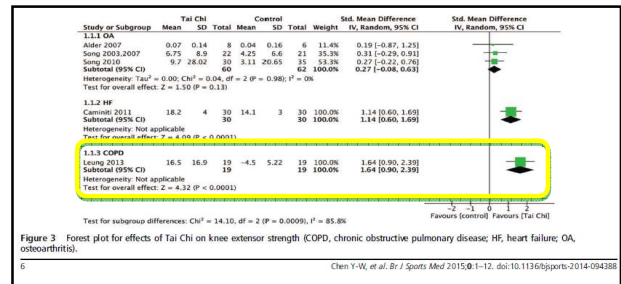 Tai Chi Control Std. Mean Difference Std. Mean Difference
Study or Subgroup Mean SD Total Mean SD Total Weight IV, Random, 95% CI IV, Random, 95% CI
1.1.1 OA
Alder 2007 0.07 0.14 8 0.04 0.16 6 11.4% 0.19 [-0.87, 1.25]
Song 2003,2007 8.75 8.9 22 4.25 6.6 21 35.3% 0.31 [-0.29, 0.91]
Song 2010 9.7 28.02 30 3.11 20.65 35 53.3% 0.27 [-0.22, 0.76]
Subtotal (95% CI) 60 62 100.0% 0.27 [-0.08, 0.63]
Heterogeneity: Tau² = 0.00; Chi² = 0.04, df = 2 (P = 0.98); I² = 0%
Test for overall effect: Z = 1.50 (P = 0.13)
1.1.2 HF
Caminiti 2011 18.2 4 30 14.1 3 30 100.0% 1.14 [0.60, 1.69]
Subtotal (95% CI) 30 30 100.0% 1.14 [0.60, 1.69]
Heterogeneity: Not applicable
Test for overall effect: Z = 4.09 (P < 0.0001)
1.1.3 COPD
Leung 2013 16.5 16.9 19 -4.5 5.22 19 100.0% 1.64 [0.90, 2.39]
Subtotal (95% CI) 19 19 100.0% 1.64 [0.90, 2.39]
Heterogeneity: Not applicable
Test for overall effect: Z = 4.32 (P < 0.0001)
-2 -1 0 1 2
Favours [control] Favours [Tai Chi]
Test for subgroup differences: Chi² = 14.10, df = 2 (P = 0.0009), I² = 85.8%
Figure 3 Forest plot for effects of Tai Chi on knee extensor strength (COPD, chronic obstructive pulmonary disease; HF, heart failure; OA,
osteoarthritis).
6 Chen Y-W, et al. Br J Sports Med 2015;0:1–12. doi:10.1136/bjsports-2014-094388